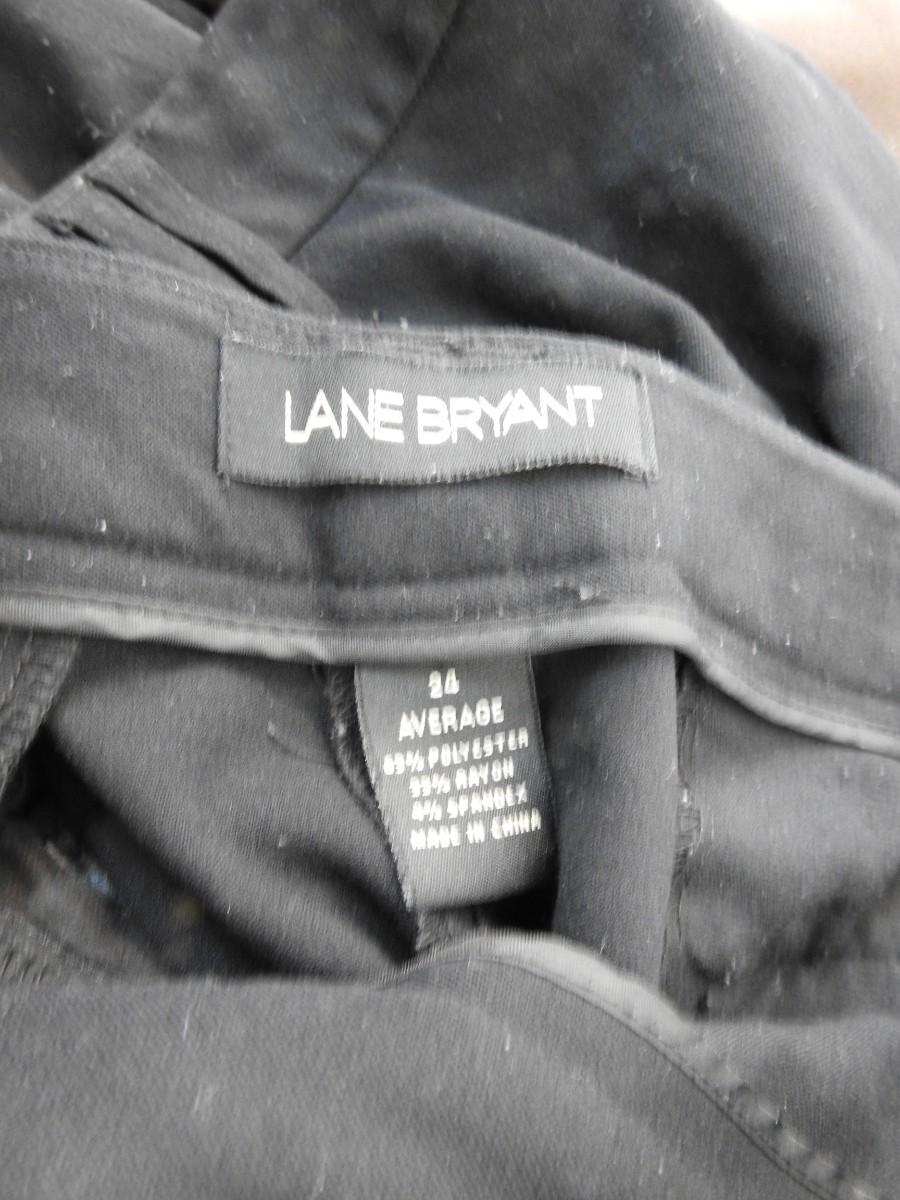 LANE BRYANT
24
AVERAGE
63% POLYESTER
33% RAYON
4% SPANDEX
MADE IN CHINA